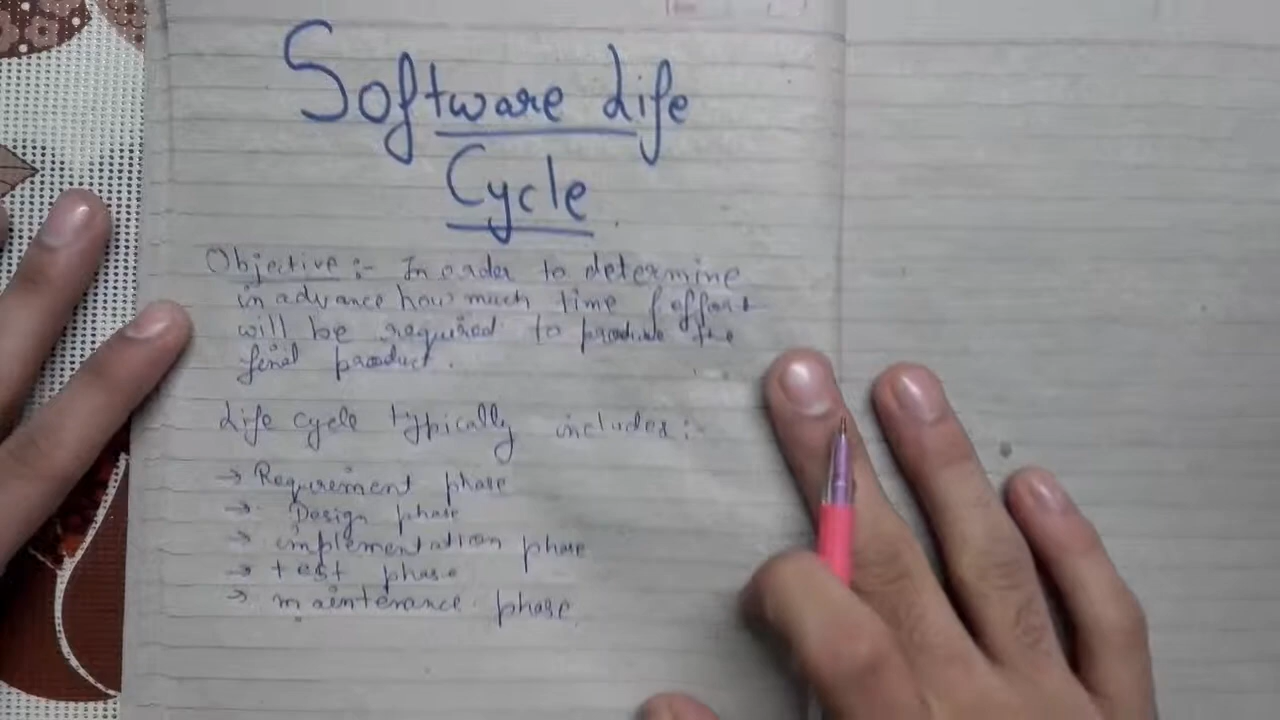 Software Life
Cycle
Objective :- In order to determine
in advance how much time & effort
will be required to produce the
final product.
Life cycle typically includes :-
→ Requirement phase
→ Design phase
→ implementation phase
→ test phase
→ maintenance phase